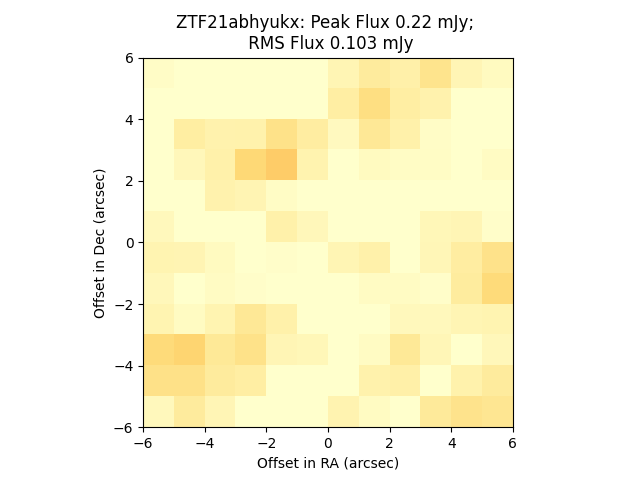 ZTF21abhyukx: Peak Flux 0.22 mJy;
RMS Flux 0.103 mJy
6
4
2
0
−2
−4
−6
Offset in Dec (arcsec)
−6 −4 −2 0 2 4 6
Offset in RA (arcsec)